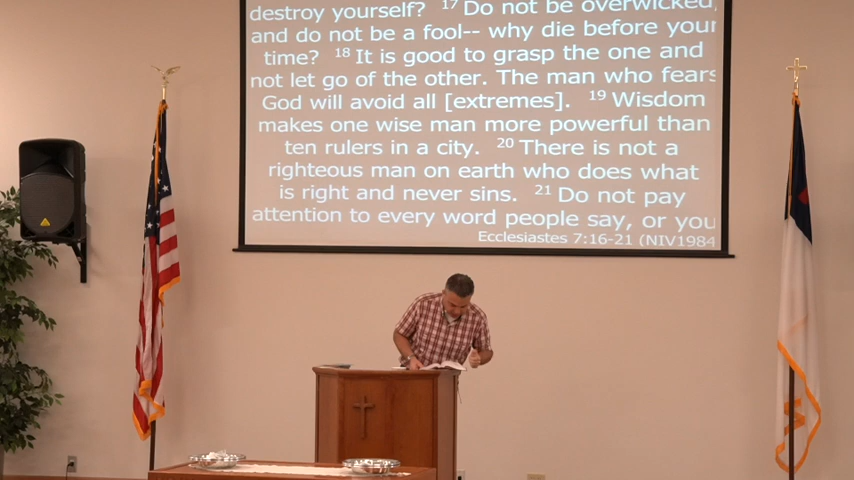 destroy yourself? 17 Do not be overwicked,
and do not be a fool-- why die before your
time? 18 It is good to grasp the one and
not let go of the other. The man who fears
God will avoid all [extremes]. 19 Wisdom
makes one wise man more powerful than
ten rulers in a city. 20 There is not a
righteous man on earth who does what
is right and never sins. 21 Do not pay
attention to every word people say, or you
Ecclesiastes 7:16-21 (NIV1984